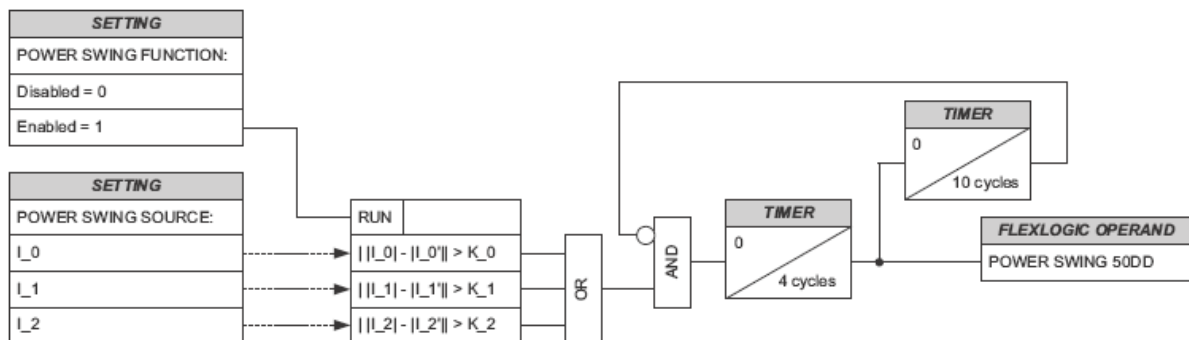 SETTING
POWER SWING FUNCTION:
Disabled = 0
Enabled = 1
SETTING
POWER SWING SOURCE:
I_0
I_1
I_2
RUN
||I_0| - |I_0'|| > K_0
||I_1| - |I_1'|| > K_1
||I_2| - |I_2'|| > K_2
OR
AND
TIMER
0
4 cycles
TIMER
0
10 cycles
FLEXLOGIC OPERAND
POWER SWING 50DD